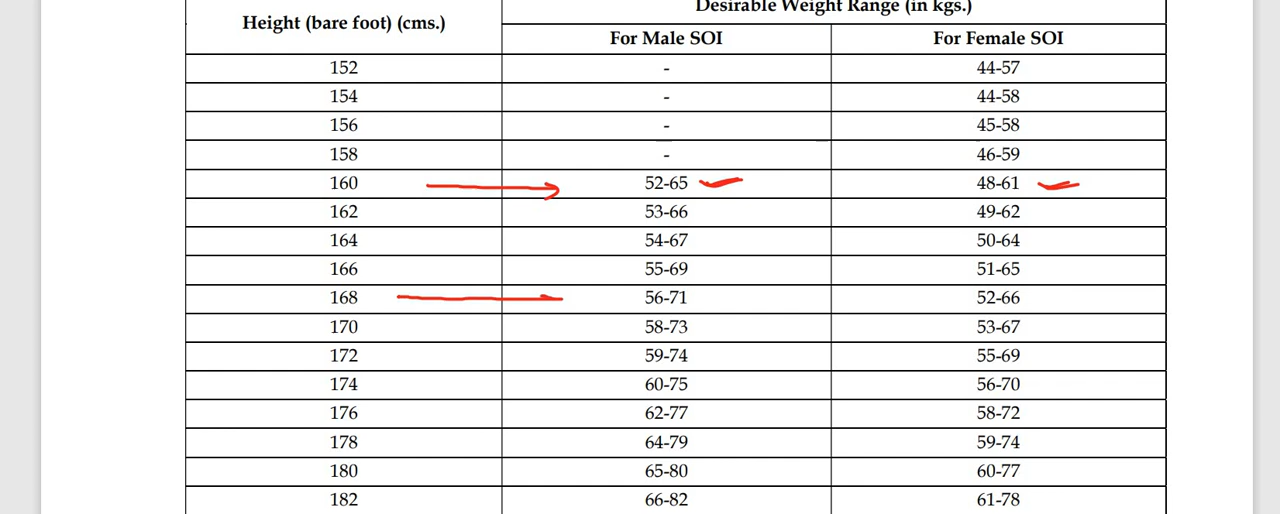 Desirable Weight Range (in kgs.)
Height (bare foot) (cms.)
For Male SOI For Female SOI
152 - 44-57
154 - 44-58
156 - 45-58
158 - 46-59
160 52-65 48-61
162 53-66 49-62
164 54-67 50-64
166 55-69 51-65
168 56-71 52-66
170 58-73 53-67
172 59-74 55-69
174 60-75 56-70
176 62-77 58-72
178 64-79 59-74
180 65-80 60-77
182 66-82 61-78